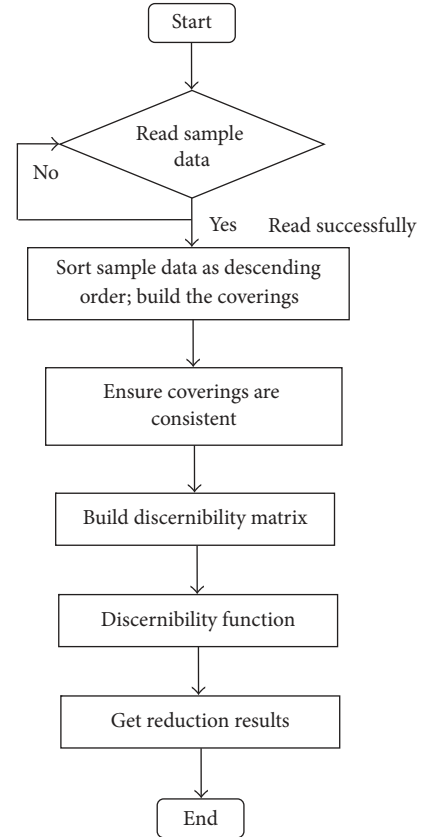 Start
Read sample
data
No
Yes
Read successfully
Sort sample data as descending
order; build the coverings
Ensure coverings are
consistent
Build discernibility matrix
Discernibility function
Get reduction results
End